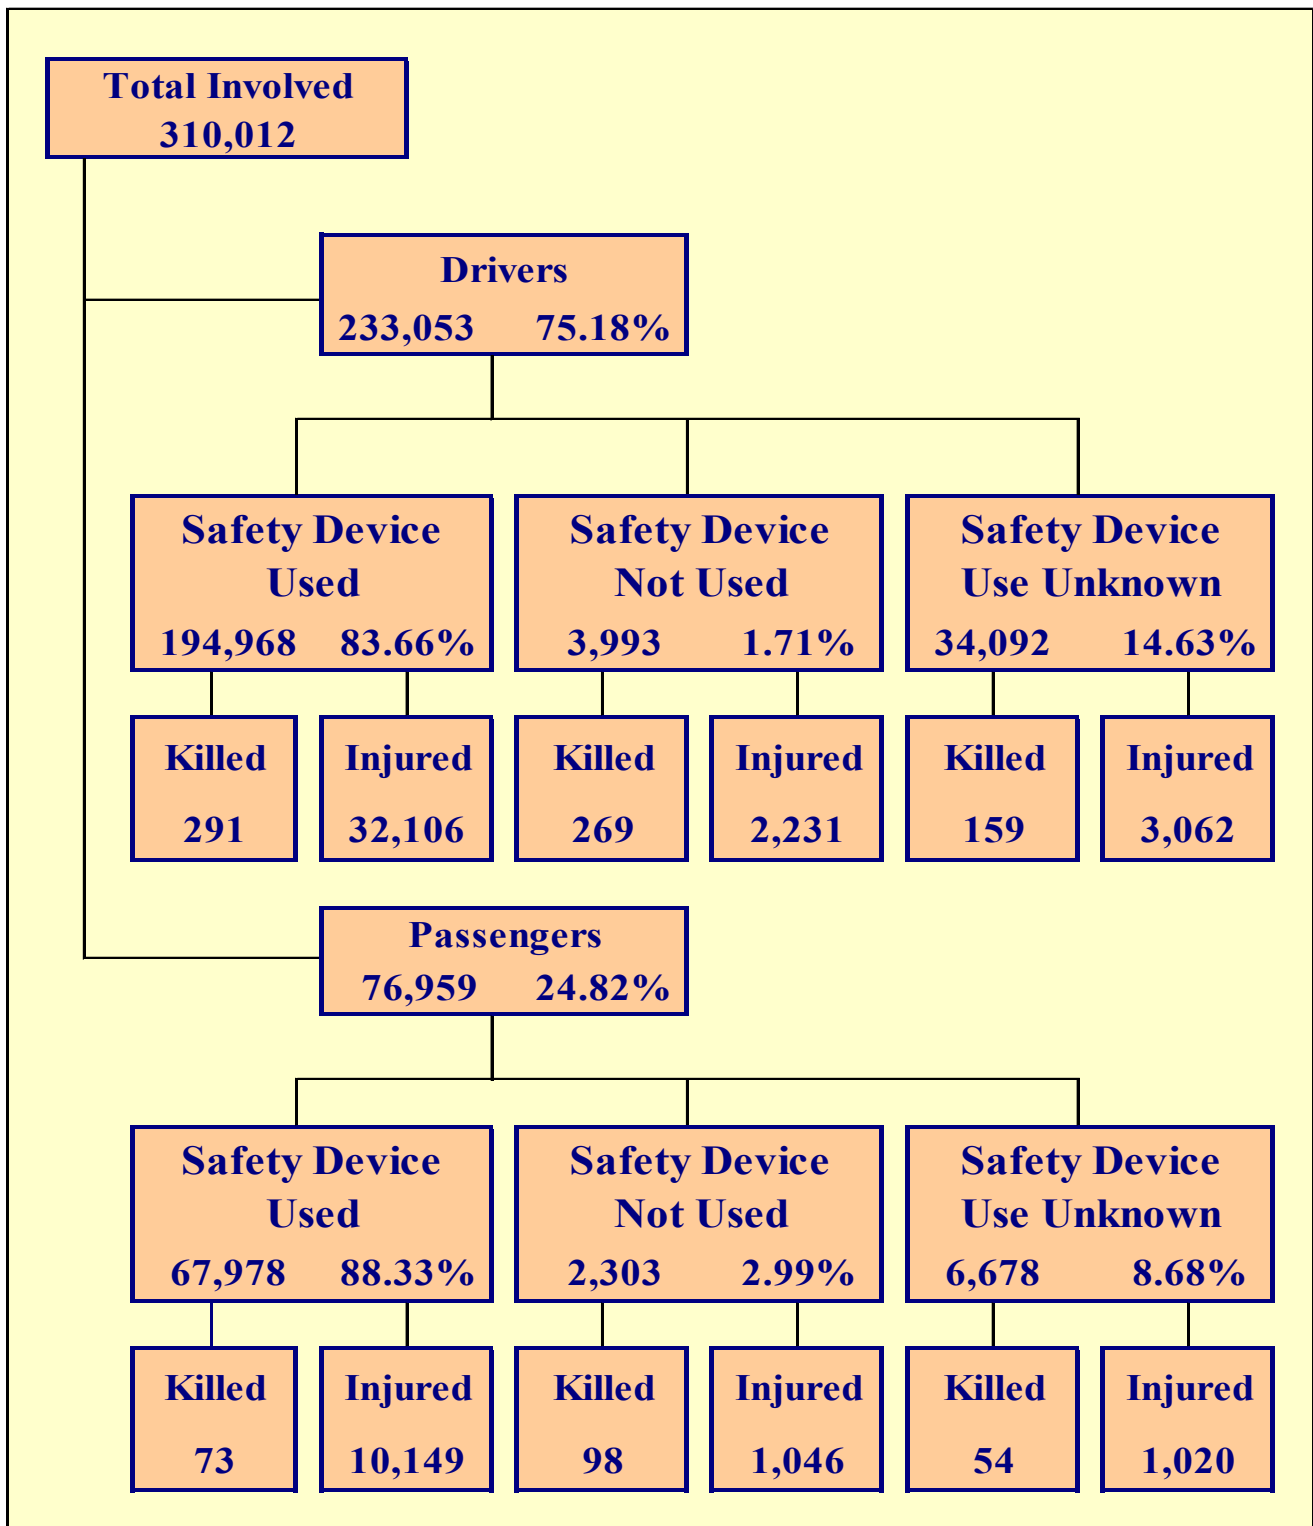 Total Involved
310,012
Drivers
233,053 75.18%
Safety Device Used
194,968 83.66%
Safety Device Not Used
3,993 1.71%
Safety Device Use Unknown
34,092 14.63%
Killed
291
Injured
32,106
Killed
269
Injured
2,231
Killed
159
Injured
3,062
Passengers
76,959 24.82%
Safety Device
Used
67,978 88.33%
Safety Device
Not Used
2,303 2.99%
Safety Device
Use Unknown
6,678 8.68%
Killed
73
Injured
10,149
Killed
98
Injured
1,046
Killed
54
Injured
1,020